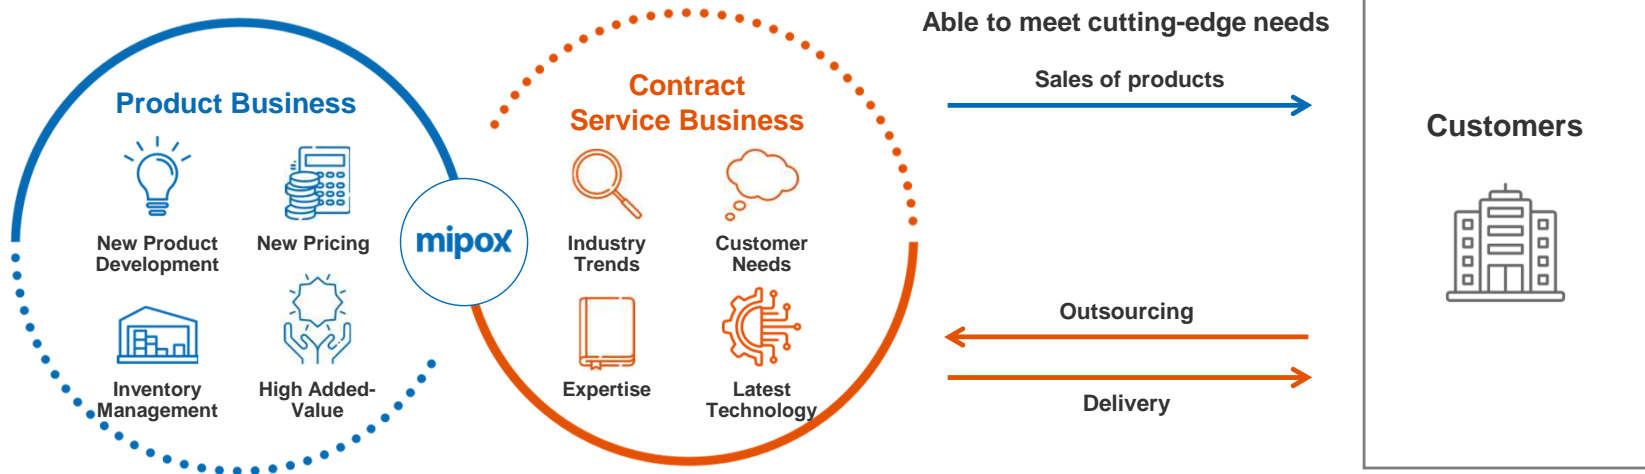 Able to meet cutting-edge needs
Product Business
Contract
Service Business
Sales of products
Customers
New Product
Development
New Pricing
mipox
Industry
Trends
Customer
Needs
Outsourcing
Inventory
Management
High Added-
Value
Expertise
Latest
Technology
Delivery